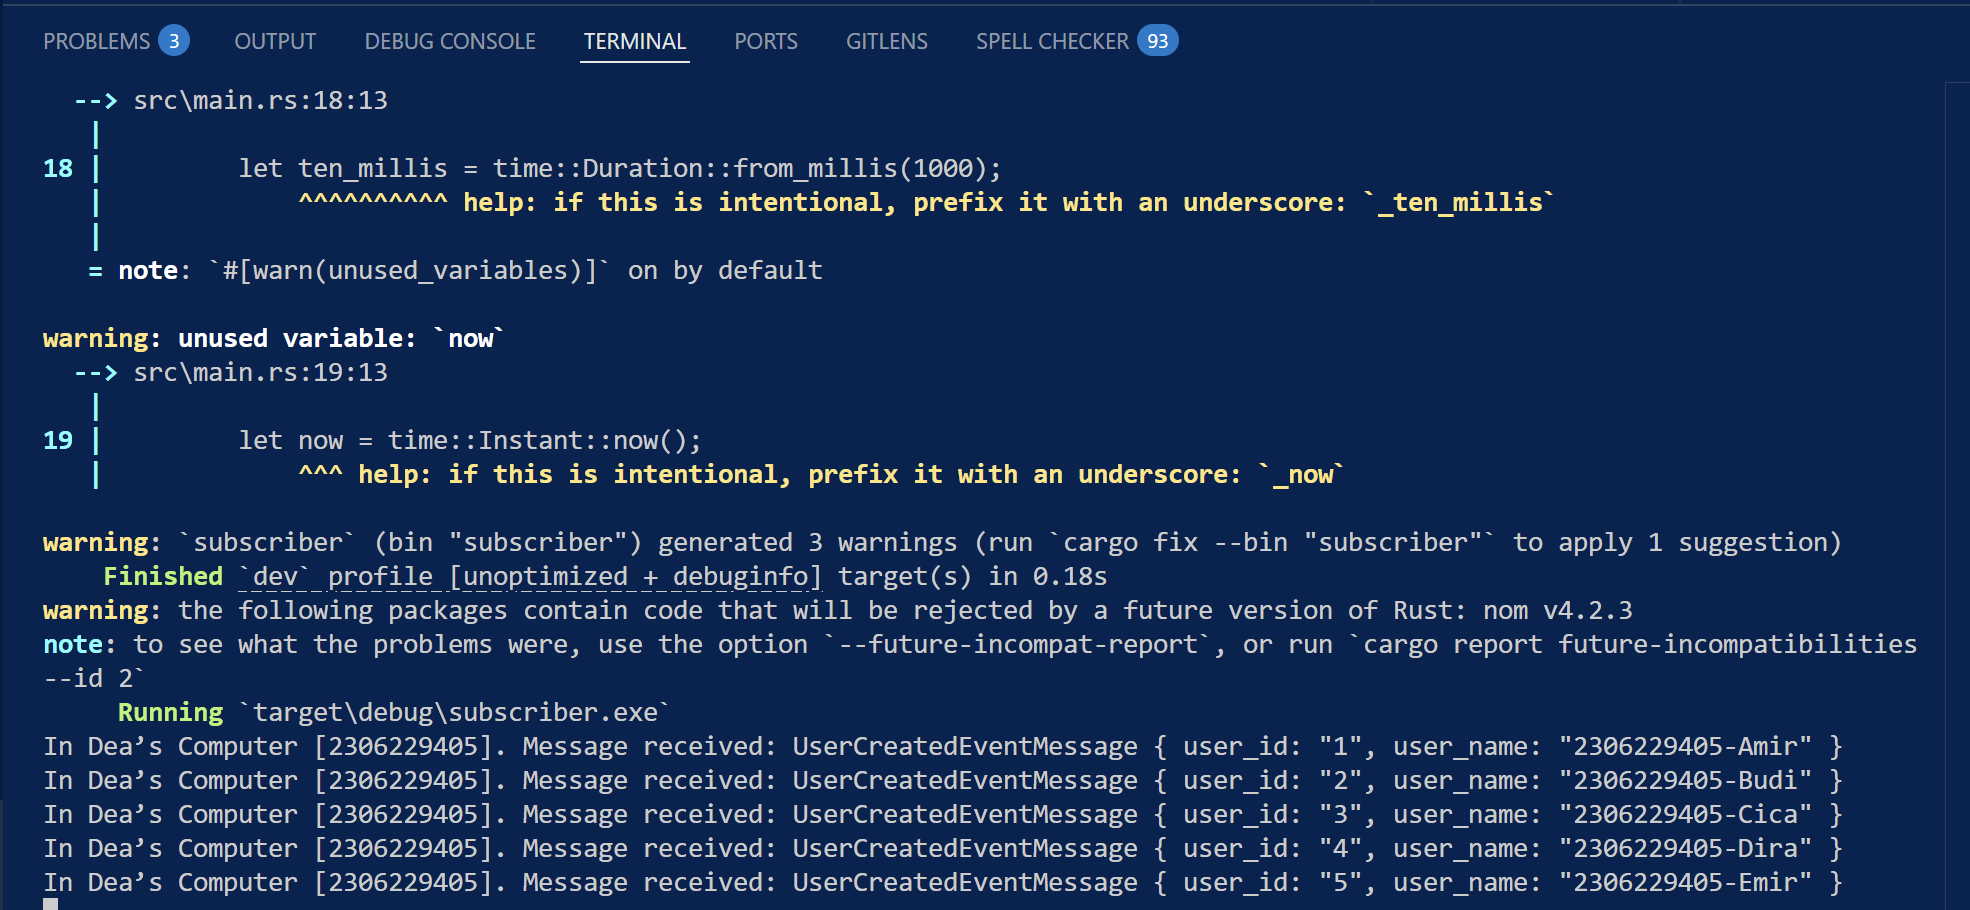 PROBLEMS 3 OUTPUT DEBUG CONSOLE TERMINAL PORTS GITLENS SPELL CHECKER 93
  --> src\main.rs:18:13
   |
18 |         let ten_millis = time::Duration::from_millis(1000);
   |             ^^^^^^^^^^ help: if this is intentional, prefix it with an underscore: `_ten_millis`
   |
   = note: `#[warn(unused_variables)]` on by default
warning: unused variable: `now`
  --> src\main.rs:19:13
   |
19 |         let now = time::Instant::now();
   |             ^^^ help: if this is intentional, prefix it with an underscore: `_now`
warning: `subscriber` (bin "subscriber") generated 3 warnings (run `cargo fix --bin "subscriber"` to apply 1 suggestion)
    Finished `dev` profile [unoptimized + debuginfo] target(s) in 0.18s
warning: the following packages contain code that will be rejected by a future version of Rust: nom v4.2.3
note: to see what the problems were, use the option `--future-incompat-report`, or run `cargo report future-incompatibilities
--id 2`
     Running `target\debug\subscriber.exe`
In Dea’s Computer [2306229405]. Message received: UserCreatedEventMessage { user_id: "1", user_name: "2306229405-Amir" }
In Dea’s Computer [2306229405]. Message received: UserCreatedEventMessage { user_id: "2", user_name: "2306229405-Budi" }
In Dea’s Computer [2306229405]. Message received: UserCreatedEventMessage { user_id: "3", user_name: "2306229405-Cica" }
In Dea’s Computer [2306229405]. Message received: UserCreatedEventMessage { user_id: "4", user_name: "2306229405-Dira" }
In Dea’s Computer [2306229405]. Message received: UserCreatedEventMessage { user_id: "5", user_name: "2306229405-Emir" }